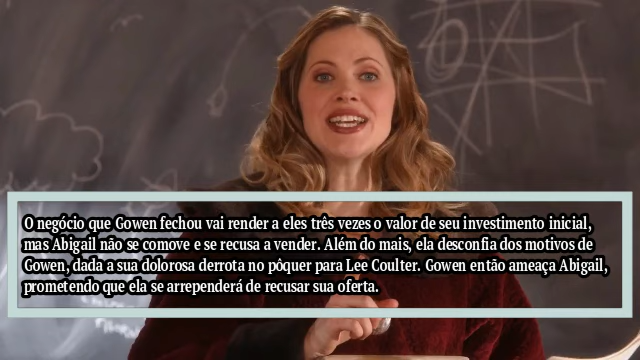 O negócio que Gowen fechou vai render a eles três vezes o valor de seu investimento inicial,
mas Abigail não se comove e se recusa a vender. Além do mais, ela desconfia dos motivos de
Gowen, dada a sua dolorosa derrota no pôquer para Lee Coulter. Gowen então ameaça Abigail,
prometendo que ela se arrependerá de recusar sua oferta.